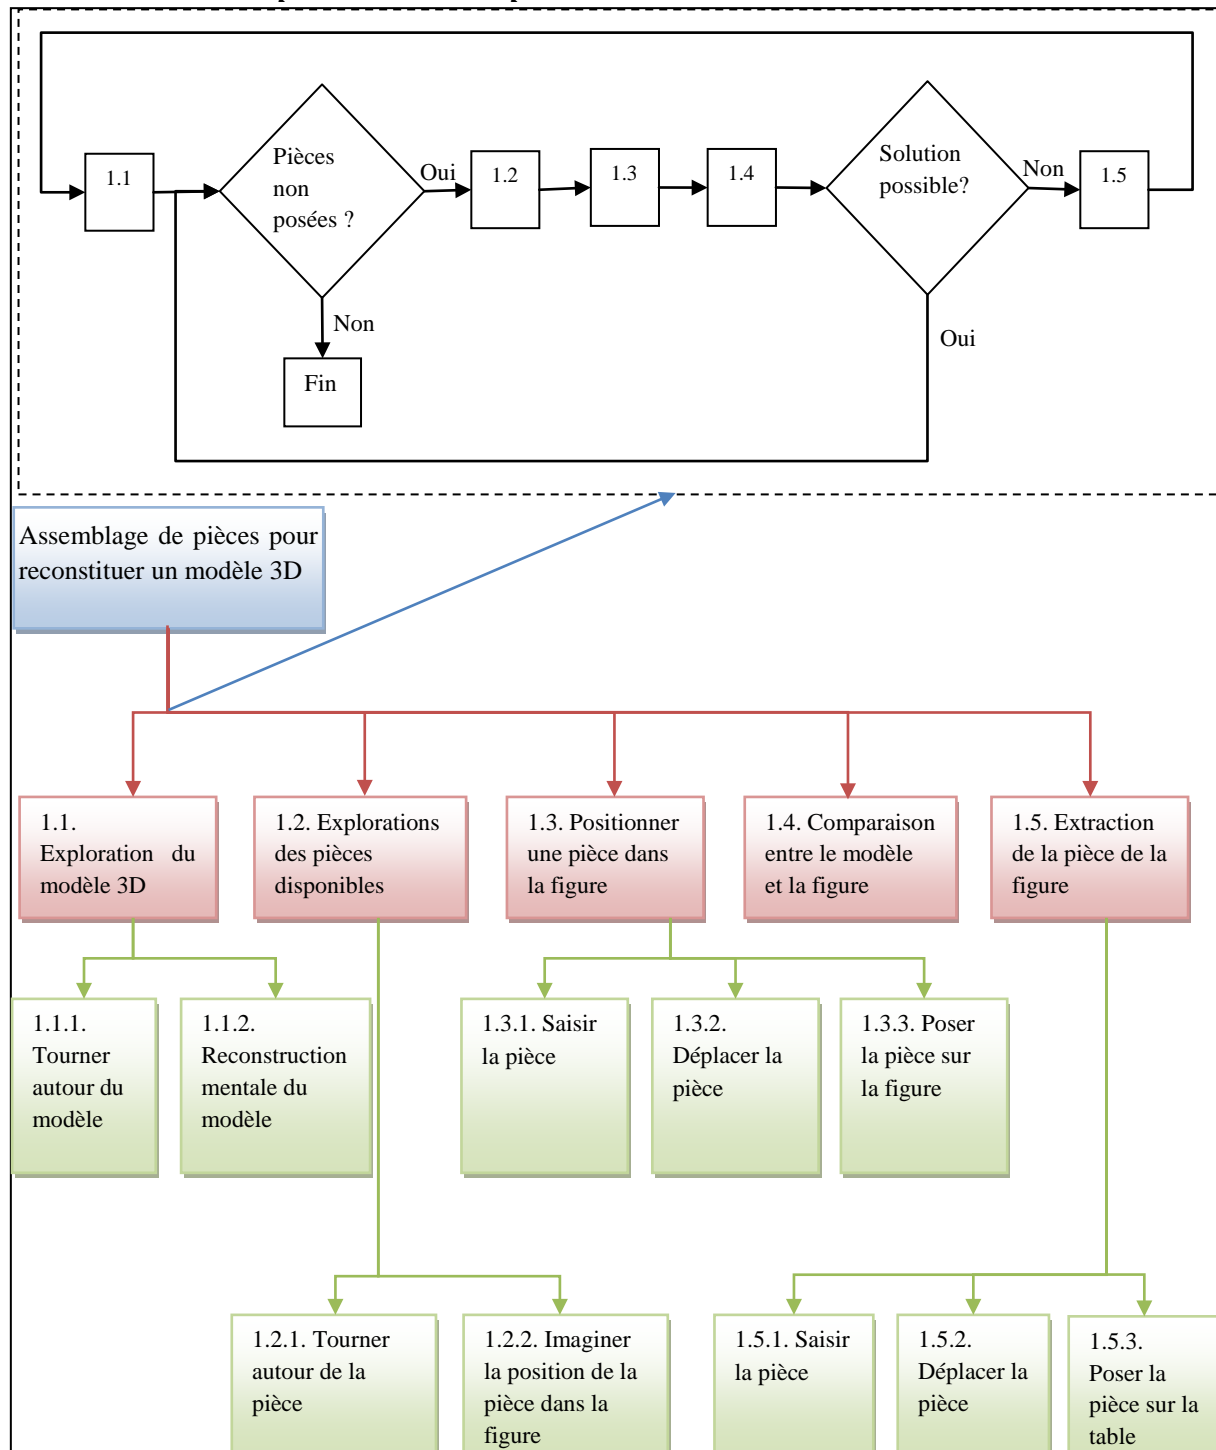 1.1
Pièces
non
posées ?
Oui
1.2
1.3
1.4
Solution
possible?
Non
1.5
Non
Oui
Fin
Assemblage de pièces pour
reconstituer un modèle 3D
1.1.
Exploration du
modèle 3D
1.2. Explorations
des pièces
disponibles
1.3. Positionner
une pièce dans
la figure
1.4. Comparaison
entre le modèle
et la figure
1.5. Extraction
de la pièce de la
figure
1.1.1.
Tourner
autour du
modèle
1.1.2.
Reconstruction
mentale du
modèle
1.3.1. Saisir
la pièce
1.3.2.
Déplacer la
pièce
1.3.3. Poser
la pièce sur
la figure
1.2.1. Tourner
autour de la
pièce
1.2.2. Imaginer
la position de la
pièce dans la
figure
1.5.1. Saisir
la pièce
1.5.2.
Déplacer la
pièce
1.5.3.
Poser la
pièce sur la
table